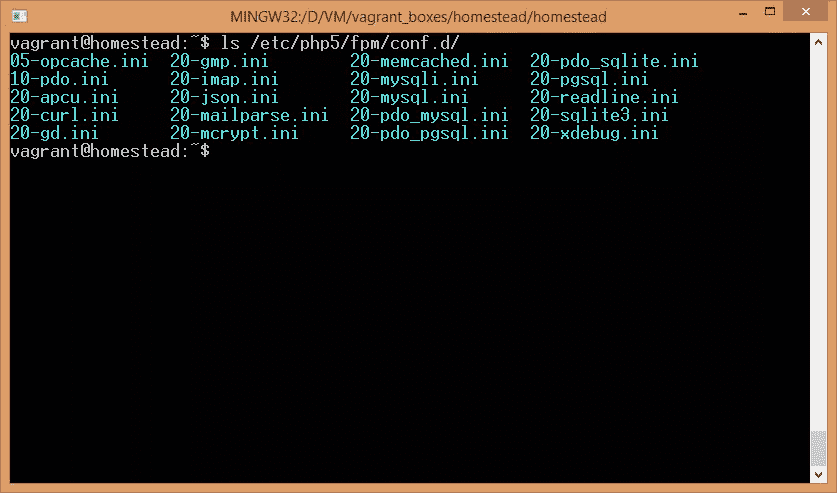 MINGW32:/D/VM/vagrant_boxes/homestead/homestead
vagrant@homestead:~$ ls /etc/php5/fpm/conf.d/
05-opcache.ini  20-gmp.ini        20-memcached.ini  20-pdo_sqlite.ini
10-pdo.ini      20-imap.ini       20-mysqli.ini     20-pgsql.ini
20-apcu.ini     20-json.ini       20-mysql.ini      20-readline.ini
20-curl.ini     20-mailparse.ini  20-pdo_mysql.ini  20-sqlite3.ini
20-gd.ini       20-mcrypt.ini     20-pdo_pgsql.ini  20-xdebug.ini
vagrant@homestead:~$